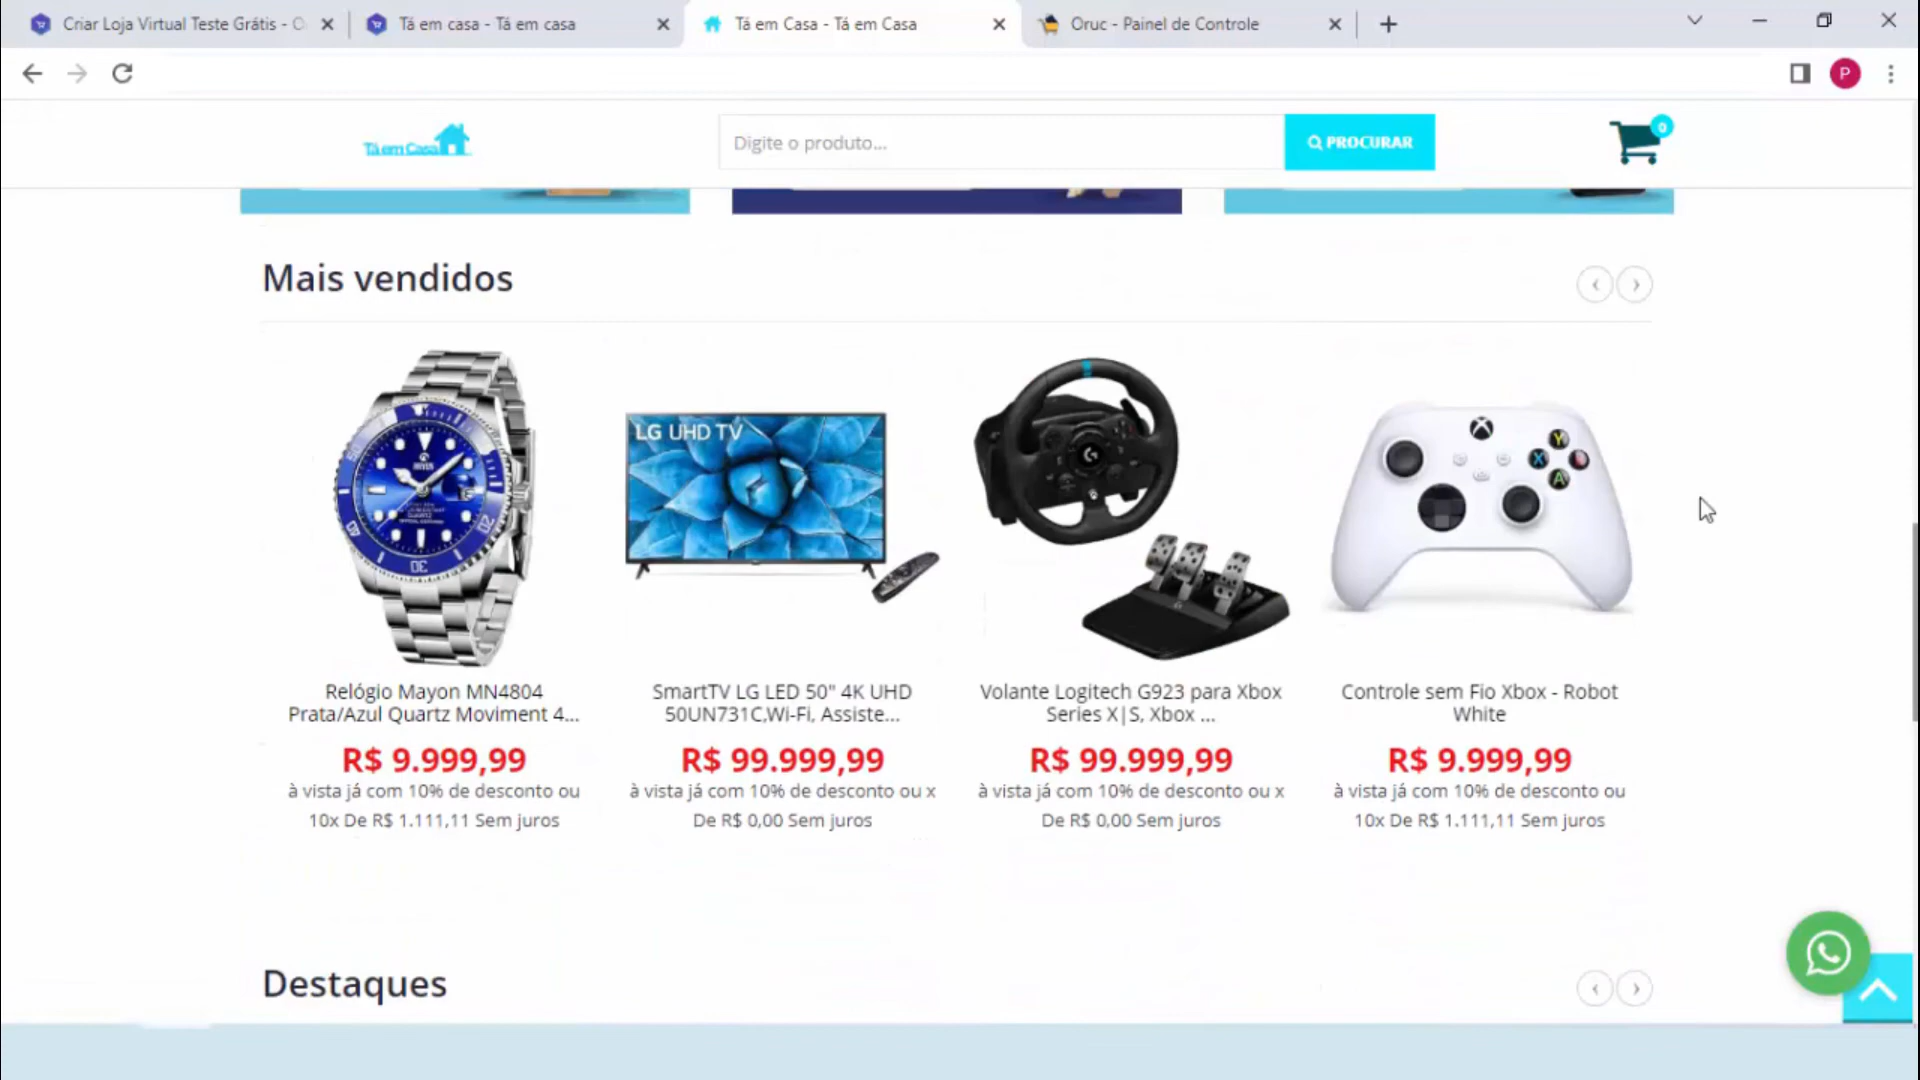 Criar Loja Virtual Teste Grátis - O
Tá em casa - Tá em casa
Tá em Casa - Tá em Casa
Oruc - Painel de Controle
P
Tá em Casa
Digite o produto...
PROCURAR
0
Mais vendidos
LG UHD TV
Y
X
A
Relógio Mayon MN4804
Prata/Azul Quartz Moviment 4...
R$ 9.999,99
à vista já com 10% de desconto ou
10x De R$ 1.111,11 Sem juros
SmartTV LG LED 50" 4K UHD
50UN731C,Wi-Fi, Assiste...
R$ 99.999,99
à vista já com 10% de desconto ou x
De R$ 0,00 Sem juros
Volante Logitech G923 para Xbox
Series X|S, Xbox ...
R$ 99.999,99
à vista já com 10% de desconto ou x
De R$ 0,00 Sem juros
Controle sem Fio Xbox - Robot
White
R$ 9.999,99
à vista já com 10% de desconto ou
10x De R$ 1.111,11 Sem juros
Destaques